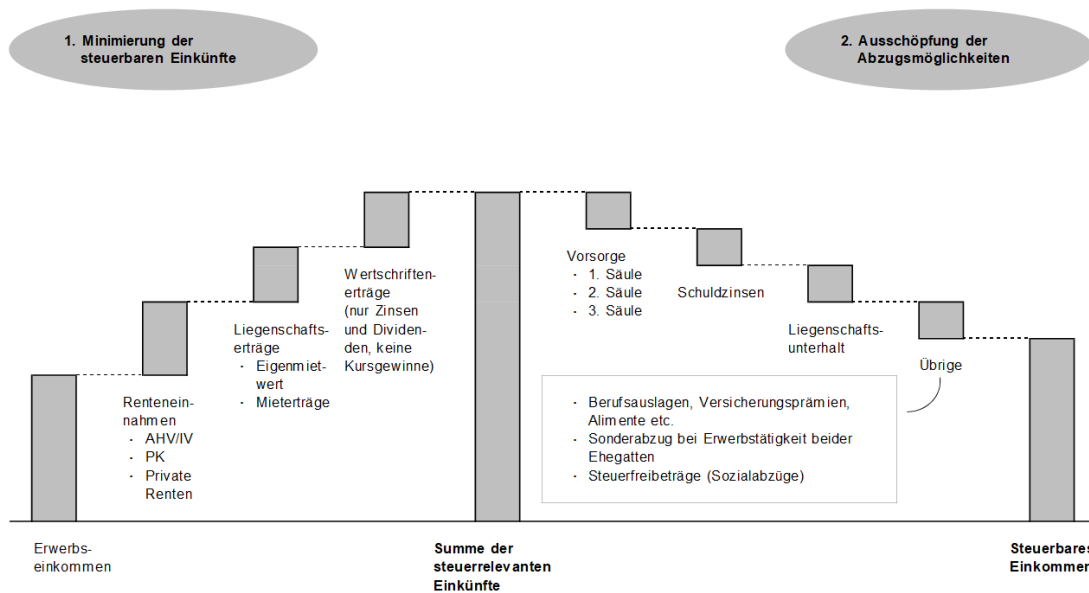 1. Minimierung der
steuerbaren Einkünfte
2. Ausschöpfung der
Abzugsmöglichkeiten
Wertschriften-
erträge
(nur Zinsen
und Dividen-
den, keine
Kursgewinne)
Liegenschafts-
erträge
- Eigenmiet-
wert
- Mieterträge
Rentenein-
nahmen
- AHV/IV
- PK
- Private
Renten
Vorsorge
- 1. Säule
- 2. Säule
- 3. Säule
Schuldzinsen
Liegenschafts-
unterhalt
Übrige
- Berufsauslagen, Versicherungsprämien,
Alimente etc.
- Sonderabzug bei Erwerbstätigkeit beider
Ehegatten
- Steuerfreibeträge (Sozialabzüge)
Erwerbs-
einkommen
Summe der
steuerrelevanten
Einkünfte
Steuerbares
Einkommen